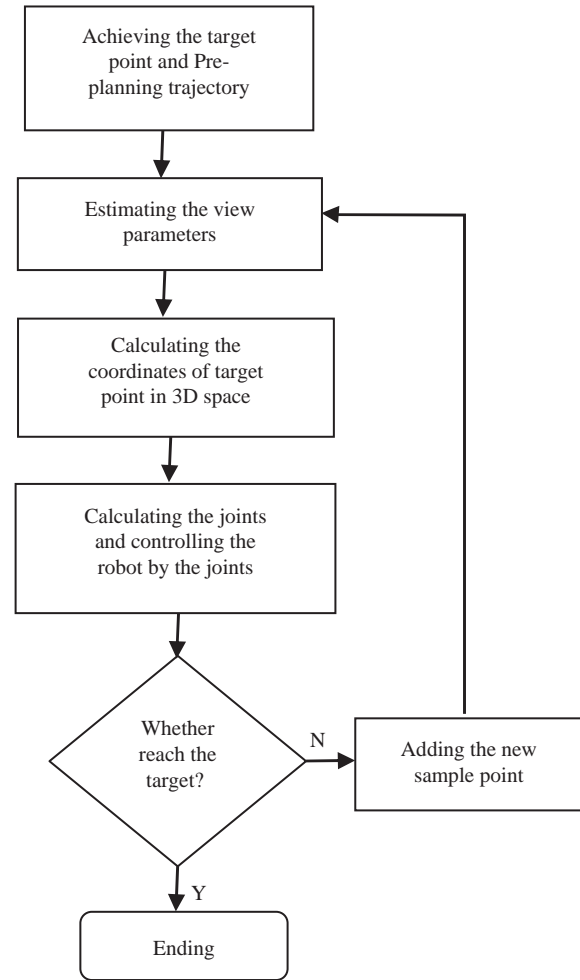 Achieving the target
point and Pre-
planning trajectory
Estimating the view
parameters
Calculating the
coordinates of target
point in 3D space
Calculating the joints
and controlling the
robot by the joints
Whether
reach the
target?
N
Adding the new
sample point
Y
Ending